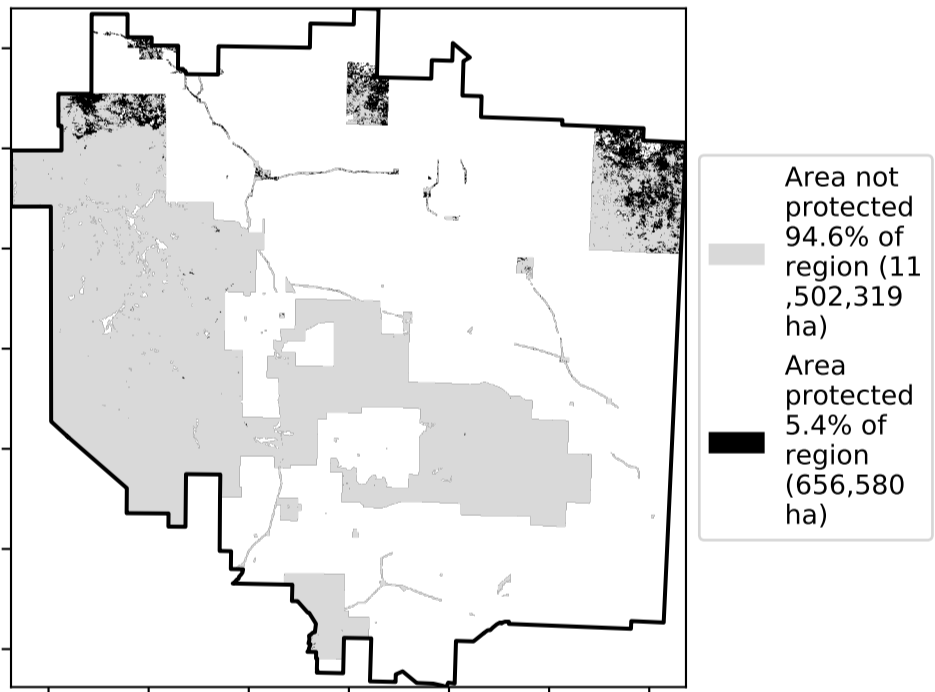 Area not
protected
94.6% of
region (11
,502,319
ha)
Area
protected
5.4% of
region
(656,580
ha)